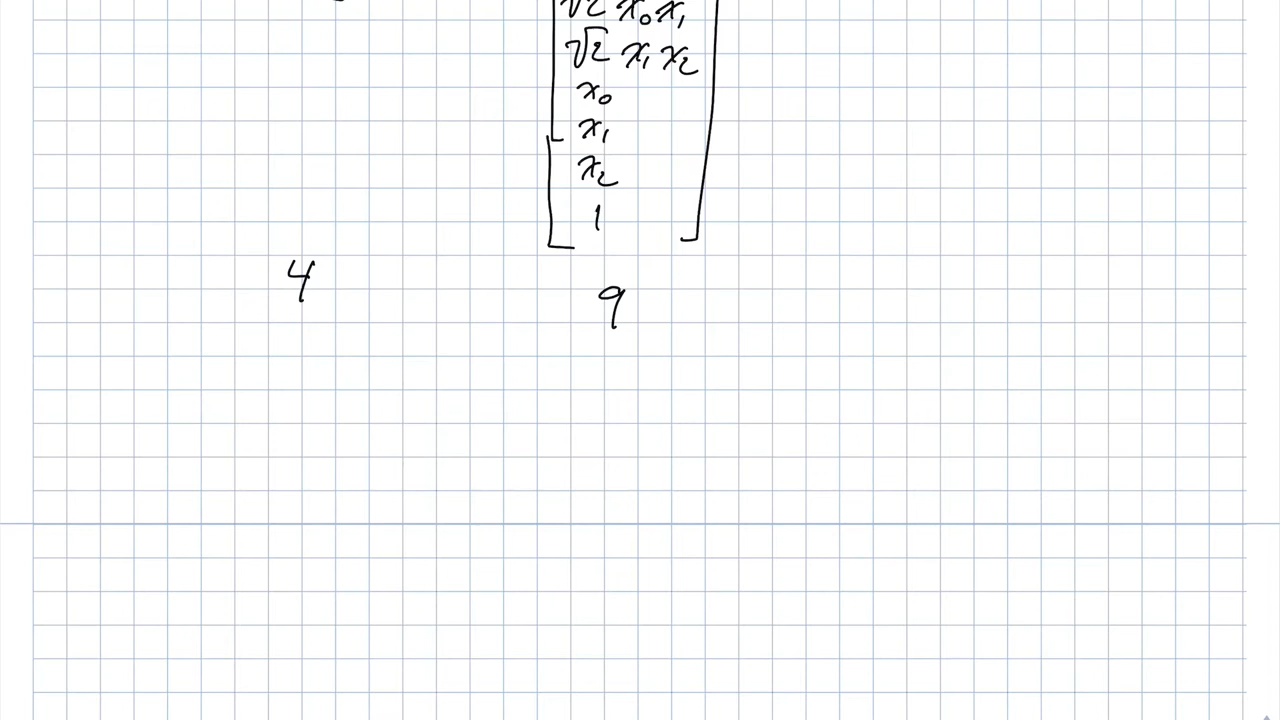 √2 x₀x₁
√2 x₁x₂
x₀
x₁
x₂
1
4
9